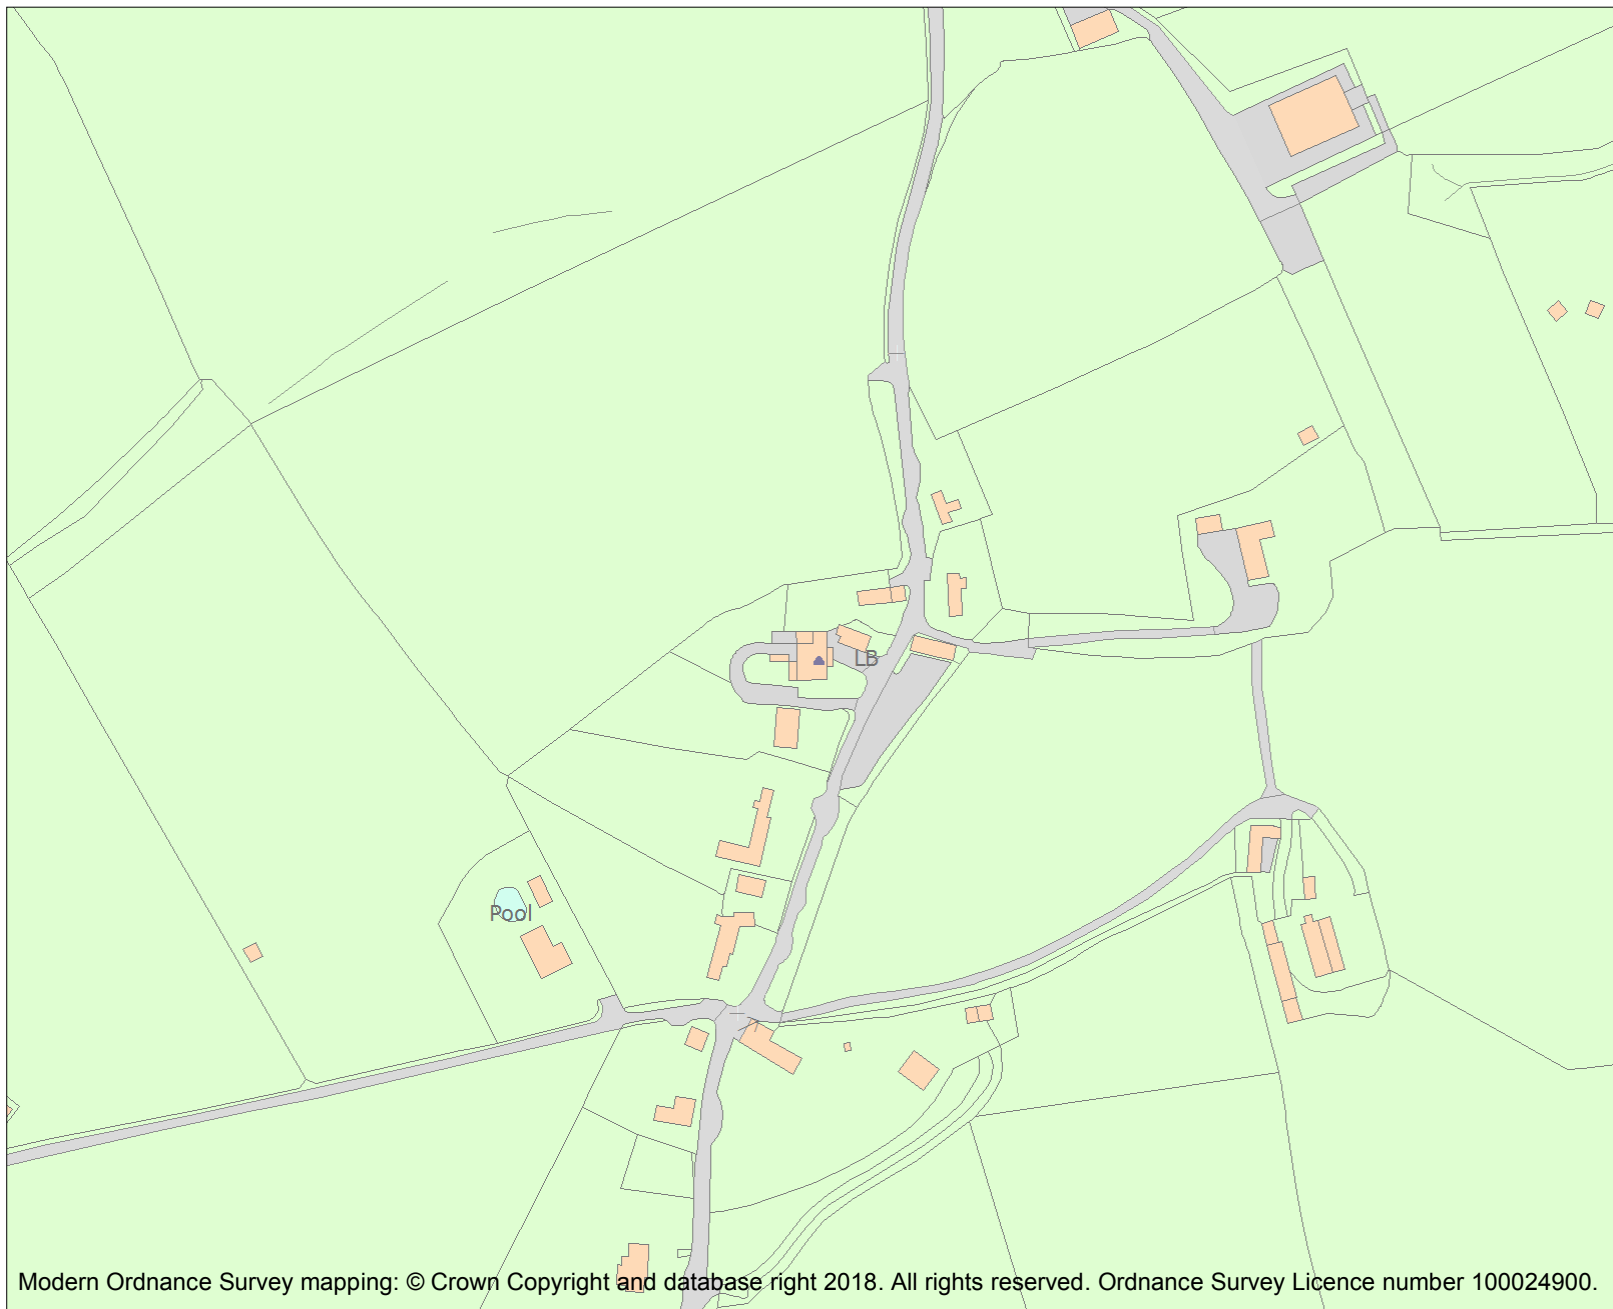 LB
Pool
Modern Ordnance Survey mapping: © Crown Copyright and database right 2018. All rights reserved. Ordnance Survey Licence number 100024900.